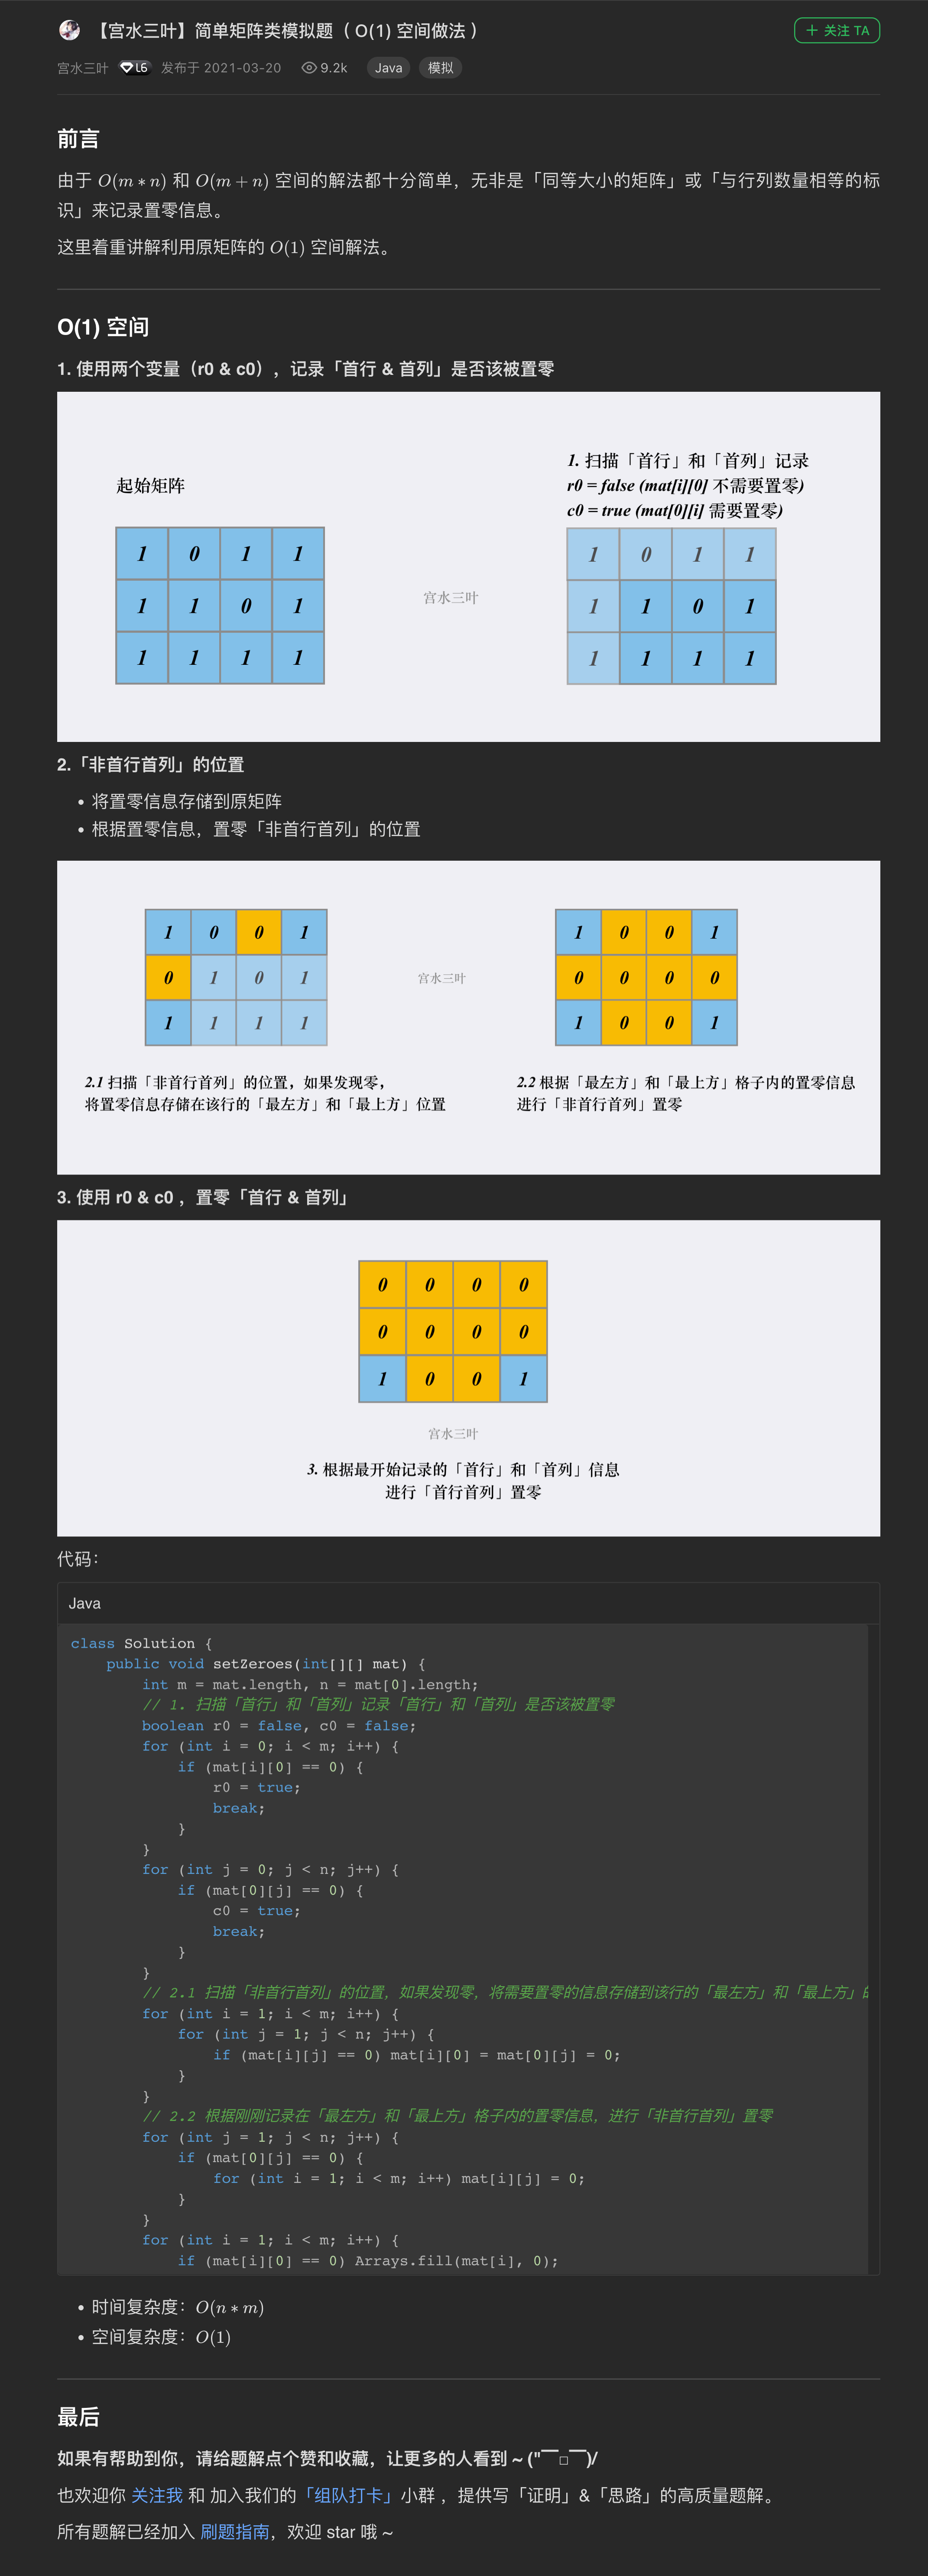 【宫水三叶】简单矩阵类模拟题（ O(1) 空间做法 ）
＋ 关注 TA
宫水三叶 L6 发布于 2021-03-20 9.2k Java 模拟
前言
由于 O(m ∗ n) 和 O(m + n) 空间的解法都十分简单，无非是「同等大小的矩阵」或「与行列数量相等的标
识」来记录置零信息。
这里着重讲解利用原矩阵的 O(1) 空间解法。
O(1) 空间
1. 使用两个变量（r0 & c0），记录「首行 & 首列」是否该被置零
起始矩阵
1 0 1 1
1 1 0 1
1 1 1 1
宫水三叶
1. 扫描「首行」和「首列」记录
r0 = false (mat[i][0] 不需要置零)
c0 = true (mat[0][i] 需要置零)
1 0 1 1
1 1 0 1
1 1 1 1
2.「非首行首列」的位置
• 将置零信息存储到原矩阵
• 根据置零信息，置零「非首行首列」的位置
1 0 0 1
0 1 0 1
1 1 1 1
2.1 扫描「非首行首列」的位置，如果发现零，
将置零信息存储在该行的「最左方」和「最上方」位置
宫水三叶
1 0 0 1
0 0 0 0
1 0 0 1
2.2 根据「最左方」和「最上方」格子内的置零信息
进行「非首行首列」置零
3. 使用 r0 & c0 ，置零「首行 & 首列」
0 0 0 0
0 0 0 0
1 0 0 1
宫水三叶
3. 根据最开始记录的「首行」和「首列」信息
进行「首行首列」置零
代码：
Java
class Solution {
    public void setZeroes(int[][] mat) {
        int m = mat.length, n = mat[0].length;
        // 1. 扫描「首行」和「首列」记录「首行」和「首列」是否该被置零
        boolean r0 = false, c0 = false;
        for (int i = 0; i < m; i++) {
            if (mat[i][0] == 0) {
                r0 = true;
                break;
            }
        }
        for (int j = 0; j < n; j++) {
            if (mat[0][j] == 0) {
                c0 = true;
                break;
            }
        }
        // 2.1 扫描「非首行首列」的位置，如果发现零，将需要置零的信息存储到该行的「最左方」和「最上方」
        for (int i = 1; i < m; i++) {
            for (int j = 1; j < n; j++) {
                if (mat[i][j] == 0) mat[i][0] = mat[0][j] = 0;
            }
        }
        // 2.2 根据刚刚记录在「最左方」和「最上方」格子内的置零信息，进行「非首行首列」置零
        for (int j = 1; j < n; j++) {
            if (mat[0][j] == 0) {
                for (int i = 1; i < m; i++) mat[i][j] = 0;
            }
        }
        for (int i = 1; i < m; i++) {
            if (mat[i][0] == 0) Arrays.fill(mat[i], 0);
• 时间复杂度：O(n ∗ m)
• 空间复杂度：O(1)
最后
如果有帮助到你，请给题解点个赞和收藏，让更多的人看到 ~ ("▔□▔)/
也欢迎你 关注我 和 加入我们的「组队打卡」小群 ，提供写「证明」&「思路」的高质量题解。
所有题解已经加入 刷题指南，欢迎 star 哦 ~